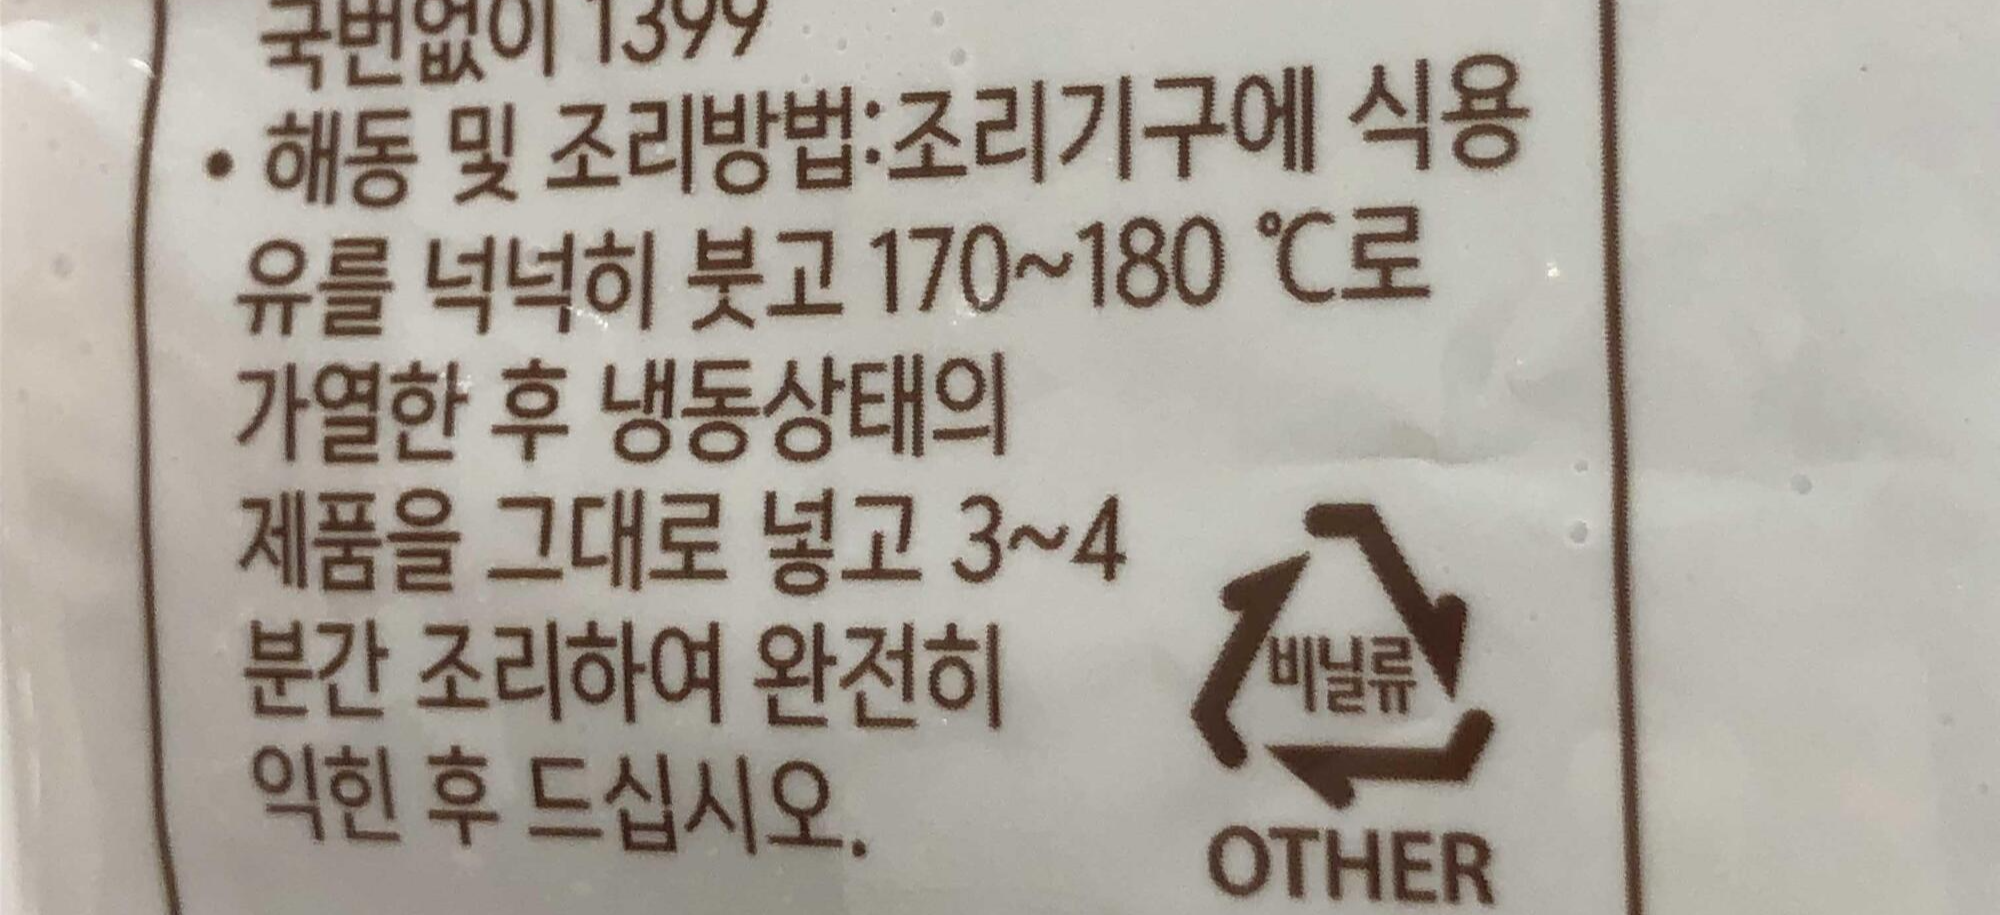 국번없이 1399
• 해동 및 조리방법:조리기구에 식용
유를 넉넉히 붓고 170~180 ℃로
가열한 후 냉동상태의
제품을 그대로 넣고 3~4
분간 조리하여 완전히
익힌 후 드십시오.
비닐류
OTHER